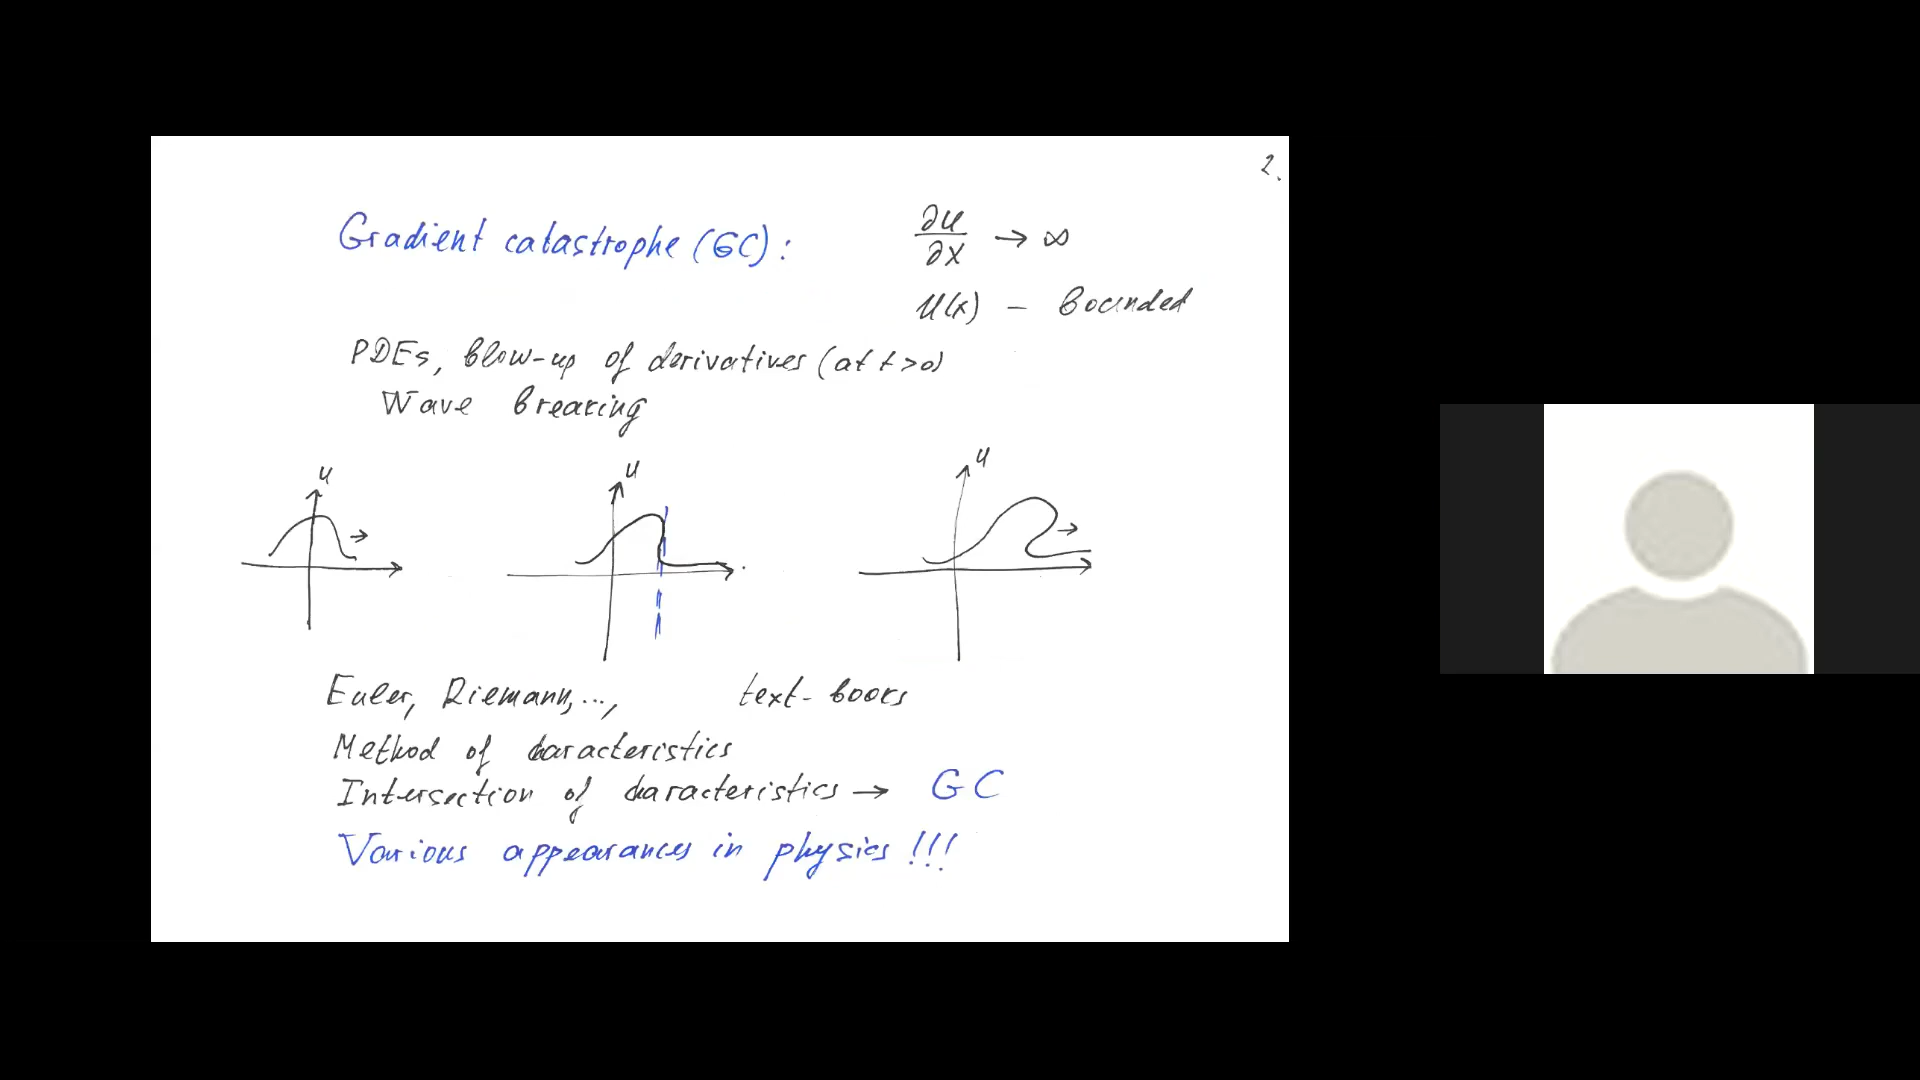 2.
Gradient catastrophe (GC): ∂u/∂x → ∞
u(x) – bounded
PDEs, blow-up of derivatives (at t>0)
Wave breaking
u
u
u
Euler, Riemann,..., text-books
Method of characteristics
Intersection of characteristics → GC
Various appearances in physics !!!